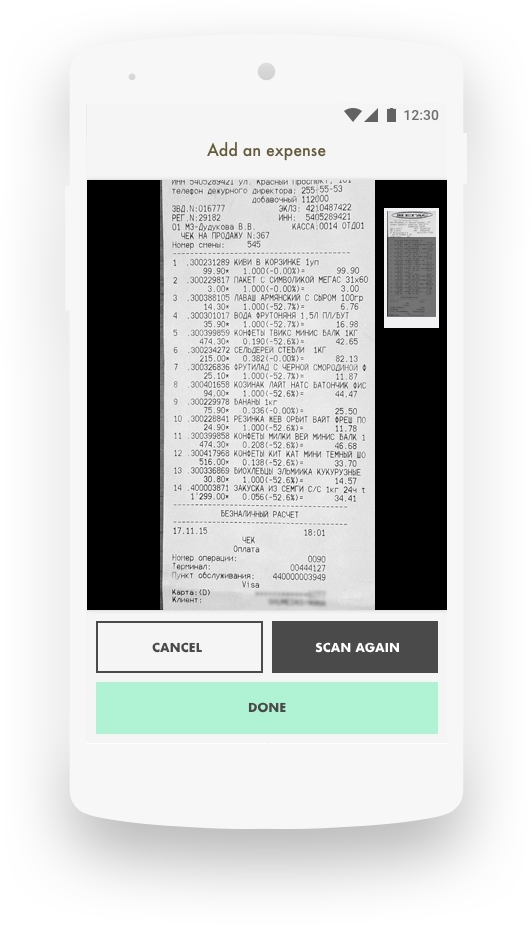 12:30
Add an expense
ИНН 5405289421 ул. Красный проспект, 101
телефон дежурного директора: 255-55-53
добавочный 112000
ЗВД.N:016777 ЭКЛЗ: 4210487422
РЕГ.N:29182 ИНН: 5405289421
01 МЗ-Дудукова В.В. КАССА:0014 ОТД01
ЧЕК НА ПРОДАЖУ N:367
Номер смены: 545
1 .300231289 КИВИ В КОРЗИНКЕ 1уп
99.90* 1.000(-0.00%)= 99.90
2 .300229817 ПАКЕТ С СИМВОЛИКОЙ МЕГАС 31х60
3.00* 1.000(-0.00%)= 3.00
3 .300388105 ЛАВАШ АРМЯНСКИЙ С СЫРОМ 100гр
14.30* 1.000(-52.7%)= 6.76
4 .300301017 ВОДА ФРУТОНЯНЯ 1,5Л ПЛ/БУТ
35.90* 1.000(-52.7%)= 16.98
5 .300399859 КОНФЕТЫ ТВИКС МИНИС БАЛК 1КГ
474.30* 0.190(-52.6%)= 42.65
6 .300234272 СЕЛЬДЕРЕЙ СТЕБЛИ 1КГ
215.00* 0.382(-0.00%)= 82.13
7 .300326836 ФРУТИЛАД С ЧЕРНОЙ СМОРОДИНОЙ Ф
25.10* 1.000(-52.7%)= 11.87
8 .300401658 КОЗИНАК ЛАЙТ НАТС БАТОНЧИК ФИС
94.00* 1.000(-52.6%)= 44.47
9 .300229978 БАНАНЫ 1кг
75.90* 0.336(-0.00%)= 25.50
10 .300228841 РЕЗИНКА ЖЕВ ОРБИТ ВАЙТ ФРЕШ ПО
24.90* 1.000(-52.6%)= 11.78
11 .300399858 КОНФЕТЫ МИЛКИ ВЕЙ МИНИС БАЛК 1
474.30* 0.208(-52.6%)= 46.68
12 .300417968 КОНФЕТЫ КИТ КАТ МИНИ ТЕМНЫЙ ШО
516.00* 0.138(-52.6%)= 33.70
13 .300336869 БИОХЛЕБЦЫ ЭЛЬМИКА КУКУРУЗНЫЕ
30.80* 1.000(-52.6%)= 14.57
14 .400003871 ЗАКУСКА ИЗ СЕМГИ С/С 1кг 24ч t
1'299.00* 0.056(-52.6%)= 34.41
БЕЗНАЛИЧНЫЙ РАСЧЕТ
17.11.15 18:01
ЧЕК
Оплата
Номер операции: 0090
Терминал: 00444127
Пункт обслуживания: 440000003949
Visa
Карта:(D)
Клиент:
МЕГАС
CANCEL
SCAN AGAIN
DONE